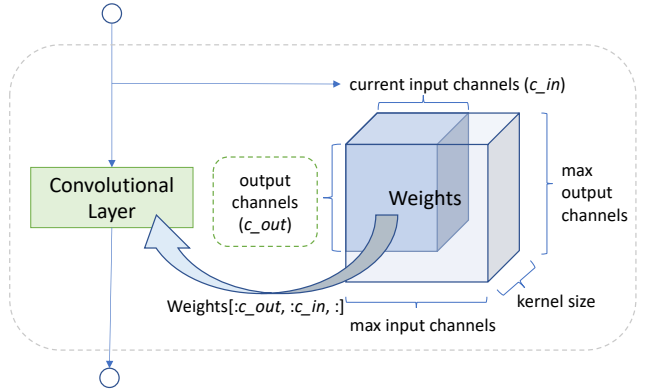 current input channels (c_in)
Convolutional
Layer
output
channels
(c_out)
Weights
max
output
channels
kernel size
Weights[:c_out, :c_in, :]
max input channels